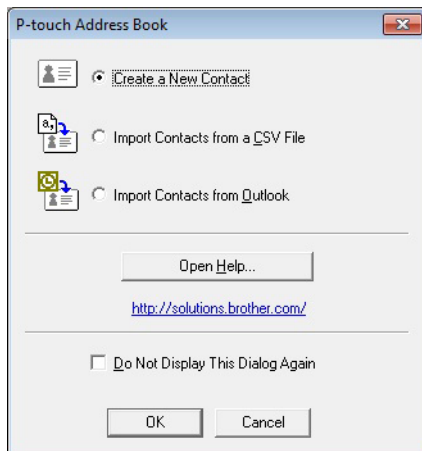 P-touch Address Book
Create a New Contact
a,
Import Contacts from a CSV File
Import Contacts from Outlook
Open Help...
http://solutions.brother.com/
Do Not Display This Dialog Again
OK
Cancel